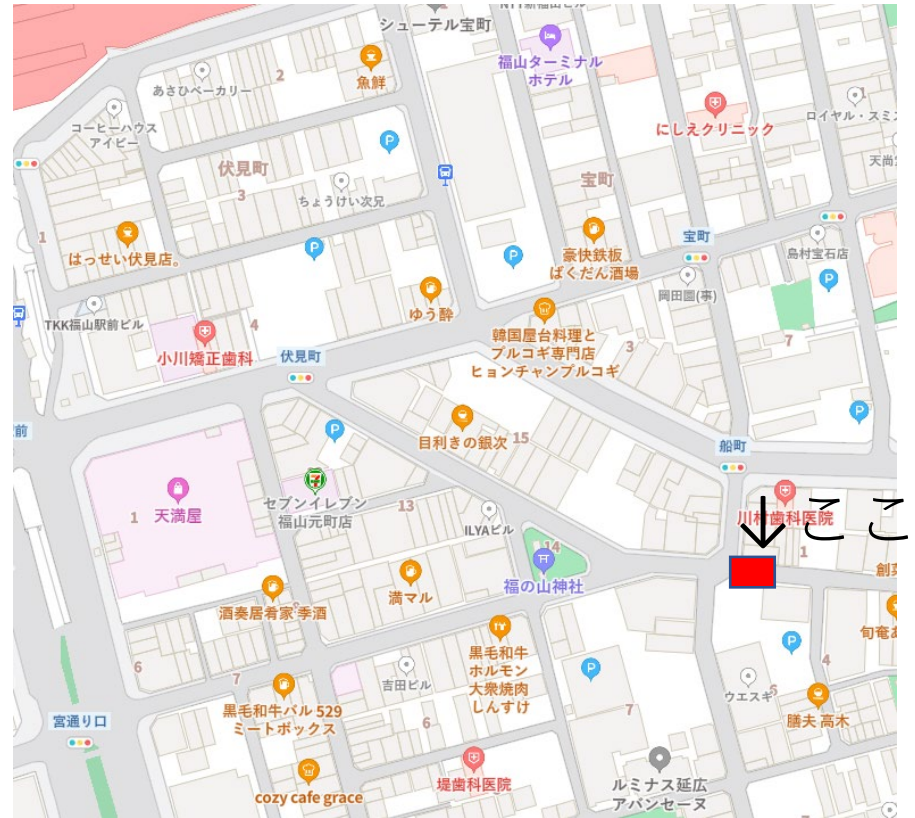 NTT新福山ビル
シューテル宝町
福山ターミナル
ホテル
2
あさひベーカリー
魚鮮
コーヒーハウス
アイビー
P
にしえクリニック
ロイヤル・スミス
天尚
伏見町
3
ちょうけい次兄
宝町
1
はっせい伏見店。
P
P
豪快鉄板
ばくだん酒場
宝町
島村宝石店
P
岡田園(事)
TKK福山駅前ビル
4
小川矯正歯科
ゆう酔
伏見町
韓国屋台料理と
プルコギ専門店
ヒョンチャンプルコギ
3
7
前
P
目利きの銀次
15
P
船町
天満屋
1
セブンイレブン
福山元町店
13
ILYAビル
川村歯科医院
ここ
1
14
福の山神社
満マル
酒奏居肴家 李酒
創菜
旬竜あ
6
7
黒毛和牛
ホルモン
大衆焼肉
しんすけ
P
P
4
吉田ビル
ウエスギ
5
黒毛和牛バル 529
ミートボックス
6
7
膳夫 高木
宮通り口
堤歯科医院
ルミナス延広
アバンセーヌ
cozy cafe grace